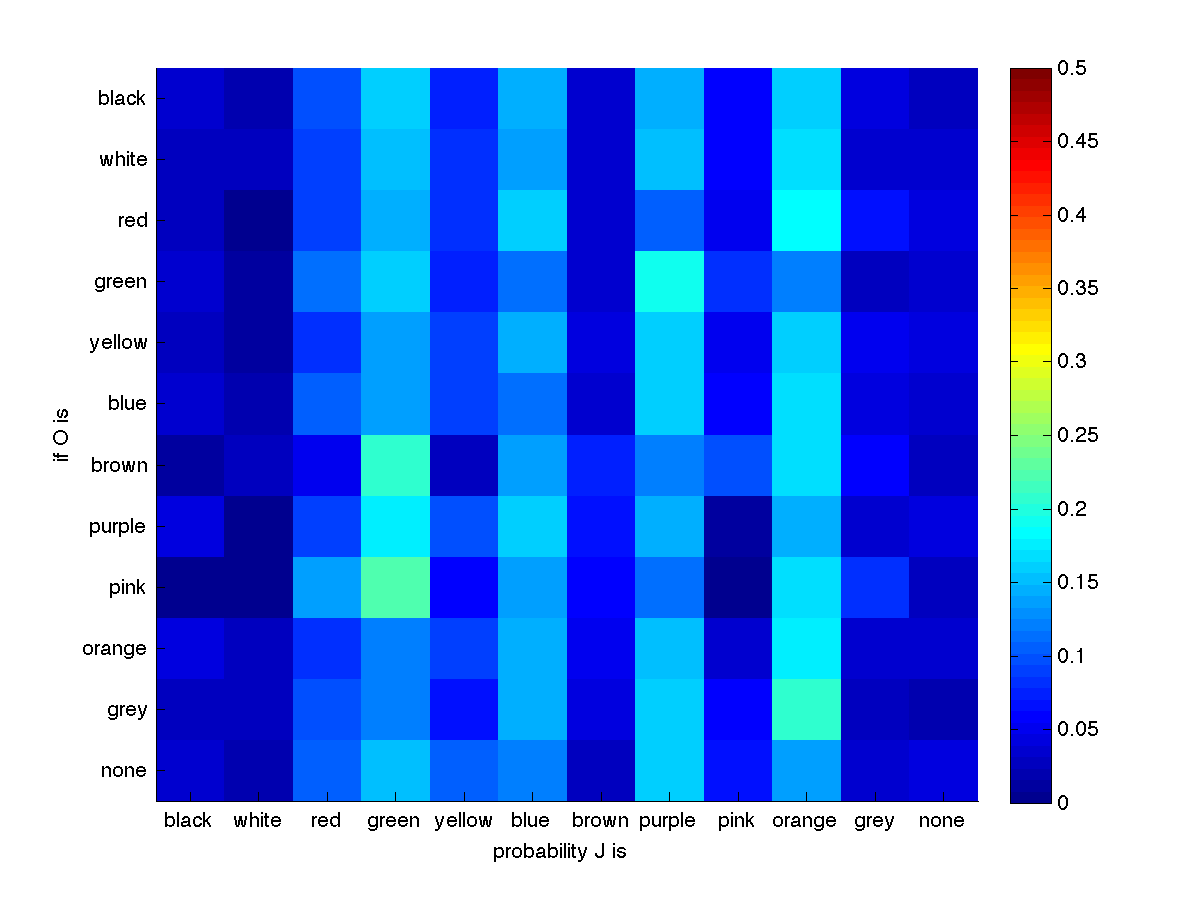 black
white
red
green
yellow
blue
brown
purple
pink
orange
grey
none
if O is
black white red green yellow blue brown purple pink orange grey none
probability J is
0.5
0.45
0.4
0.35
0.3
0.25
0.2
0.15
0.1
0.05
0